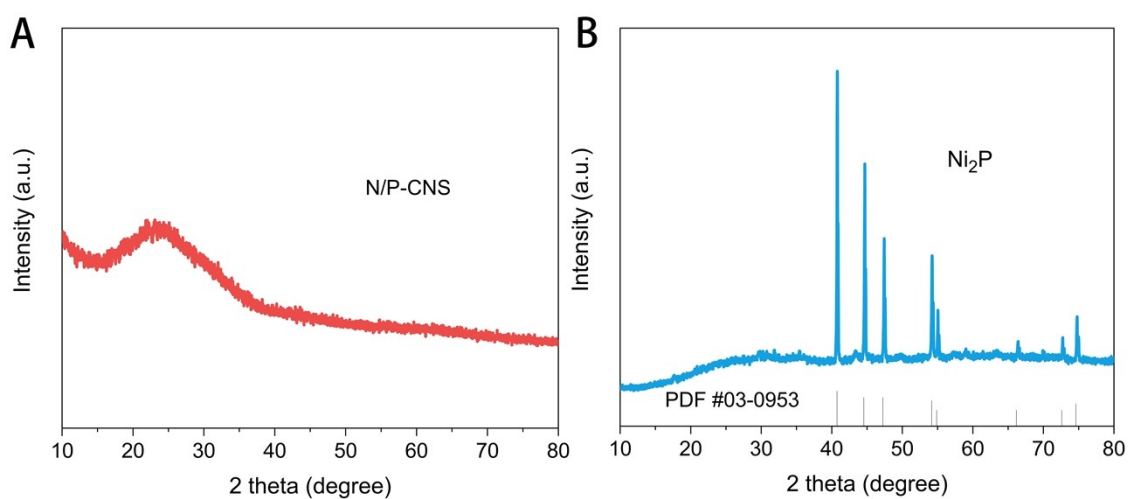 A
Intensity (a.u.)
N/P-CNS
10 20 30 40 50 60 70 80
2 theta (degree)
B
Intensity (a.u.)
Ni₂P
PDF #03-0953
10 20 30 40 50 60 70 80
2 theta (degree)